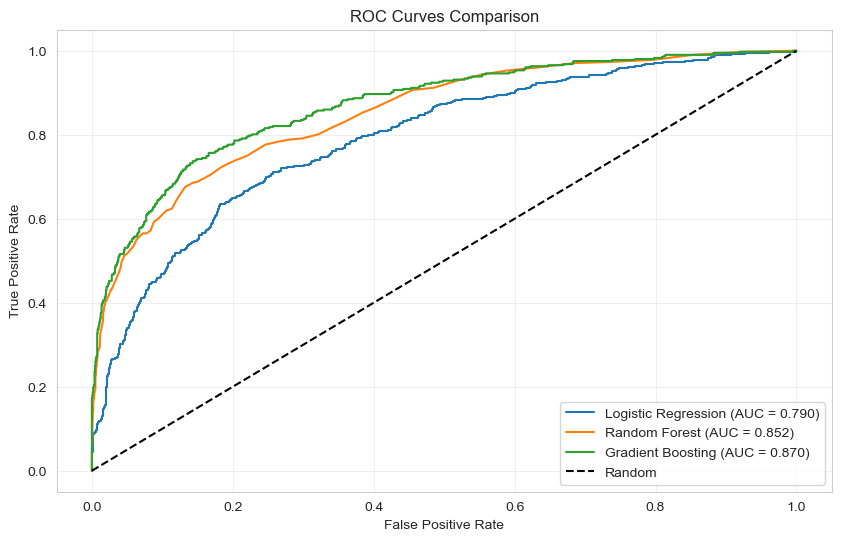 ROC Curves Comparison
True Positive Rate
1.0
0.8
0.6
0.4
0.2
0.0
0.0 0.2 0.4 0.6 0.8 1.0
False Positive Rate
Logistic Regression (AUC = 0.790)
Random Forest (AUC = 0.852)
Gradient Boosting (AUC = 0.870)
Random